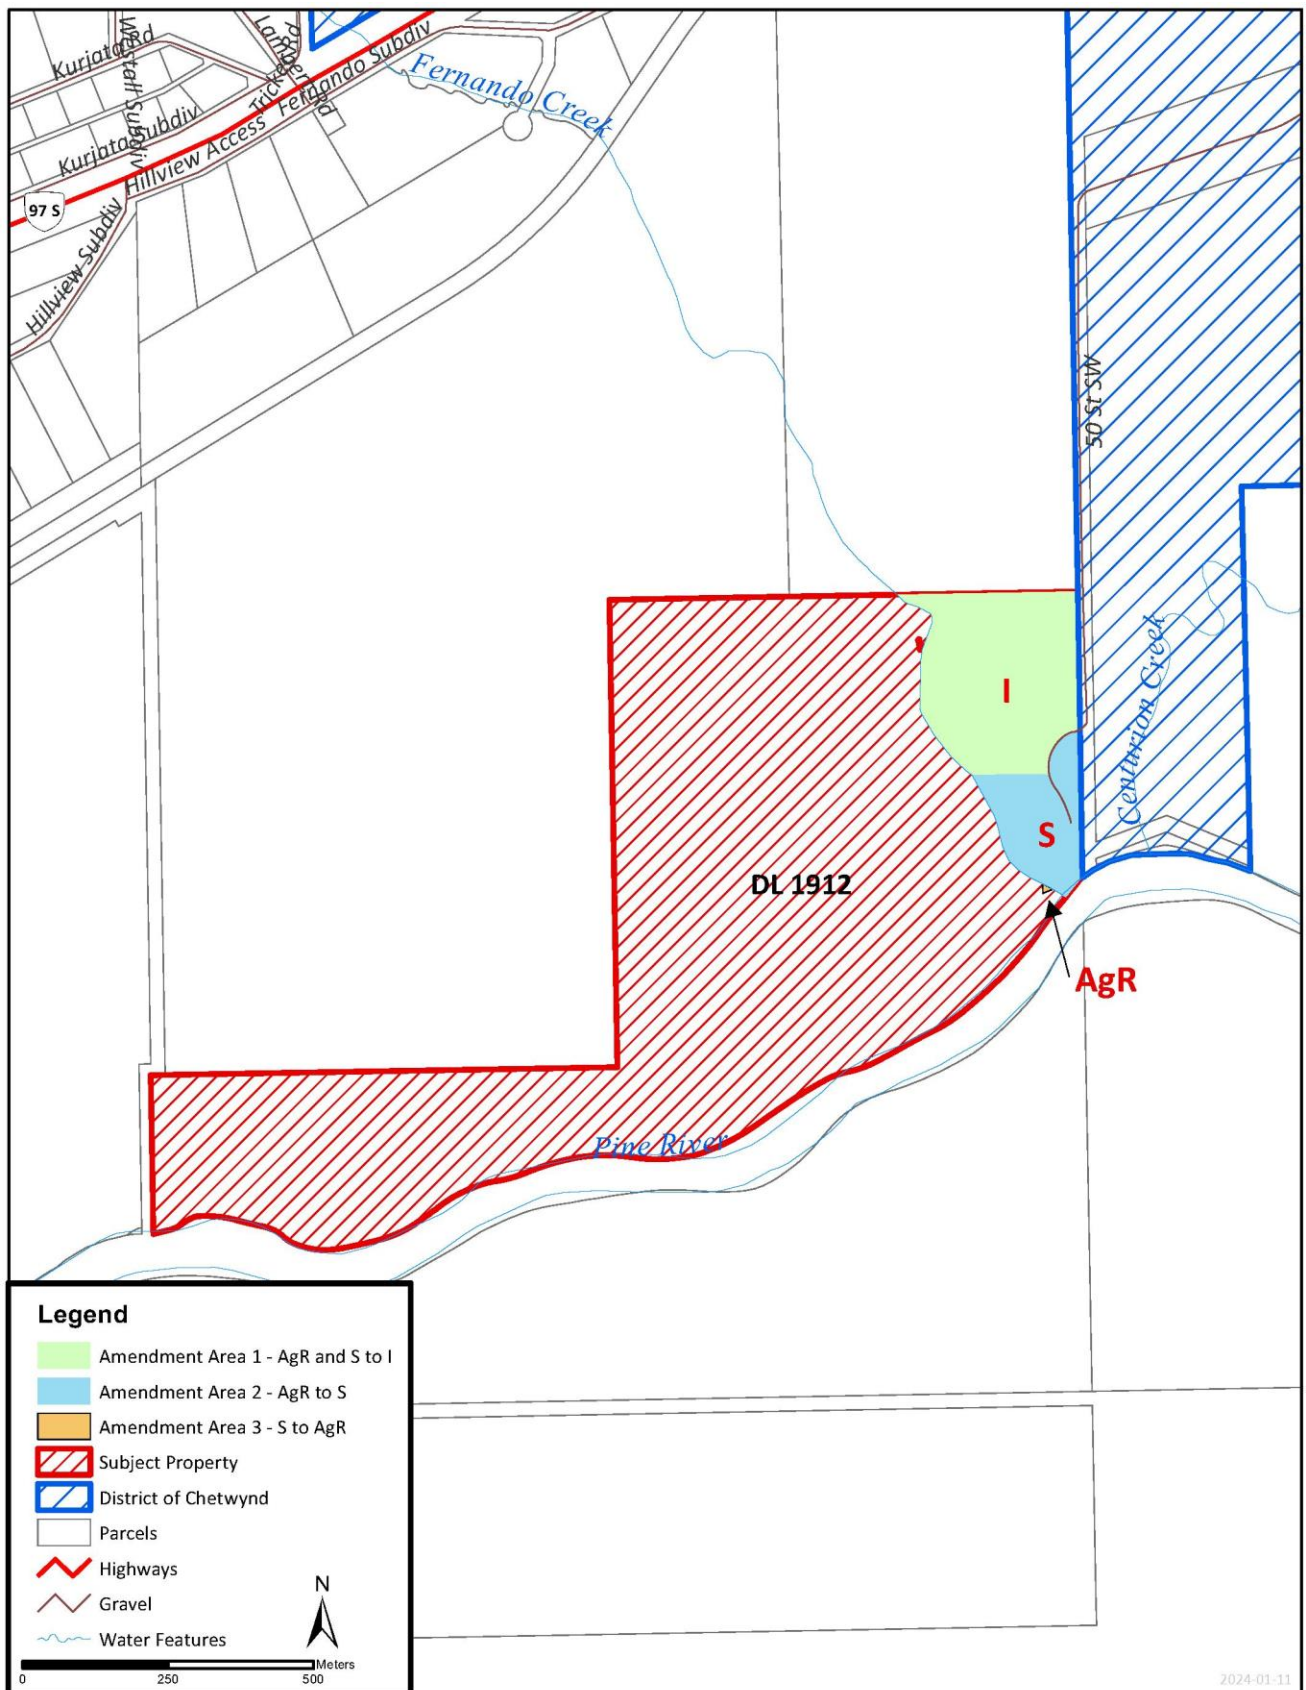 Kurjata Rd
Westall Subdiv
Lambert
Fernando Subdiv
Fernando Creek
Kurjata Subdiv
Hillview Access
97 S
Hillview Subdiv
50 St SW
Centurion Creek
I
S
DL 1912
AgR
Pine River
Legend
Amendment Area 1 - AgR and S to I
Amendment Area 2 - AgR to S
Amendment Area 3 - S to AgR
Subject Property
District of Chetwynd
Parcels
Highways
Gravel
Water Features
N
Meters
0 250 500
2024-01-11